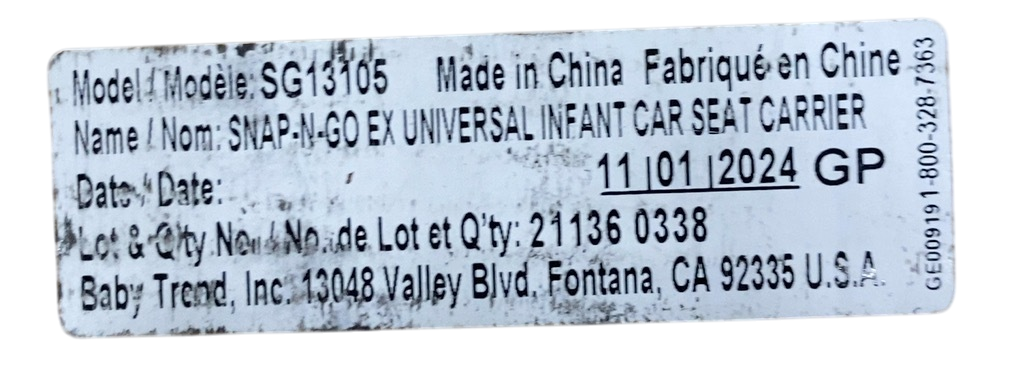 Model / Modèle: SG13105 Made in China Fabriqué en Chine
Name / Nom: SNAP-N-GO EX UNIVERSAL INFANT CAR SEAT CARRIER
Date / Date: 11 | 01 | 2024 GP
Lot & Q'ty No. / No. de Lot et Q'ty: 21136 0338
Baby Trend, Inc. 13048 Valley Blvd, Fontana, CA 92335 U.S.A.
GE009191-800-328-7363